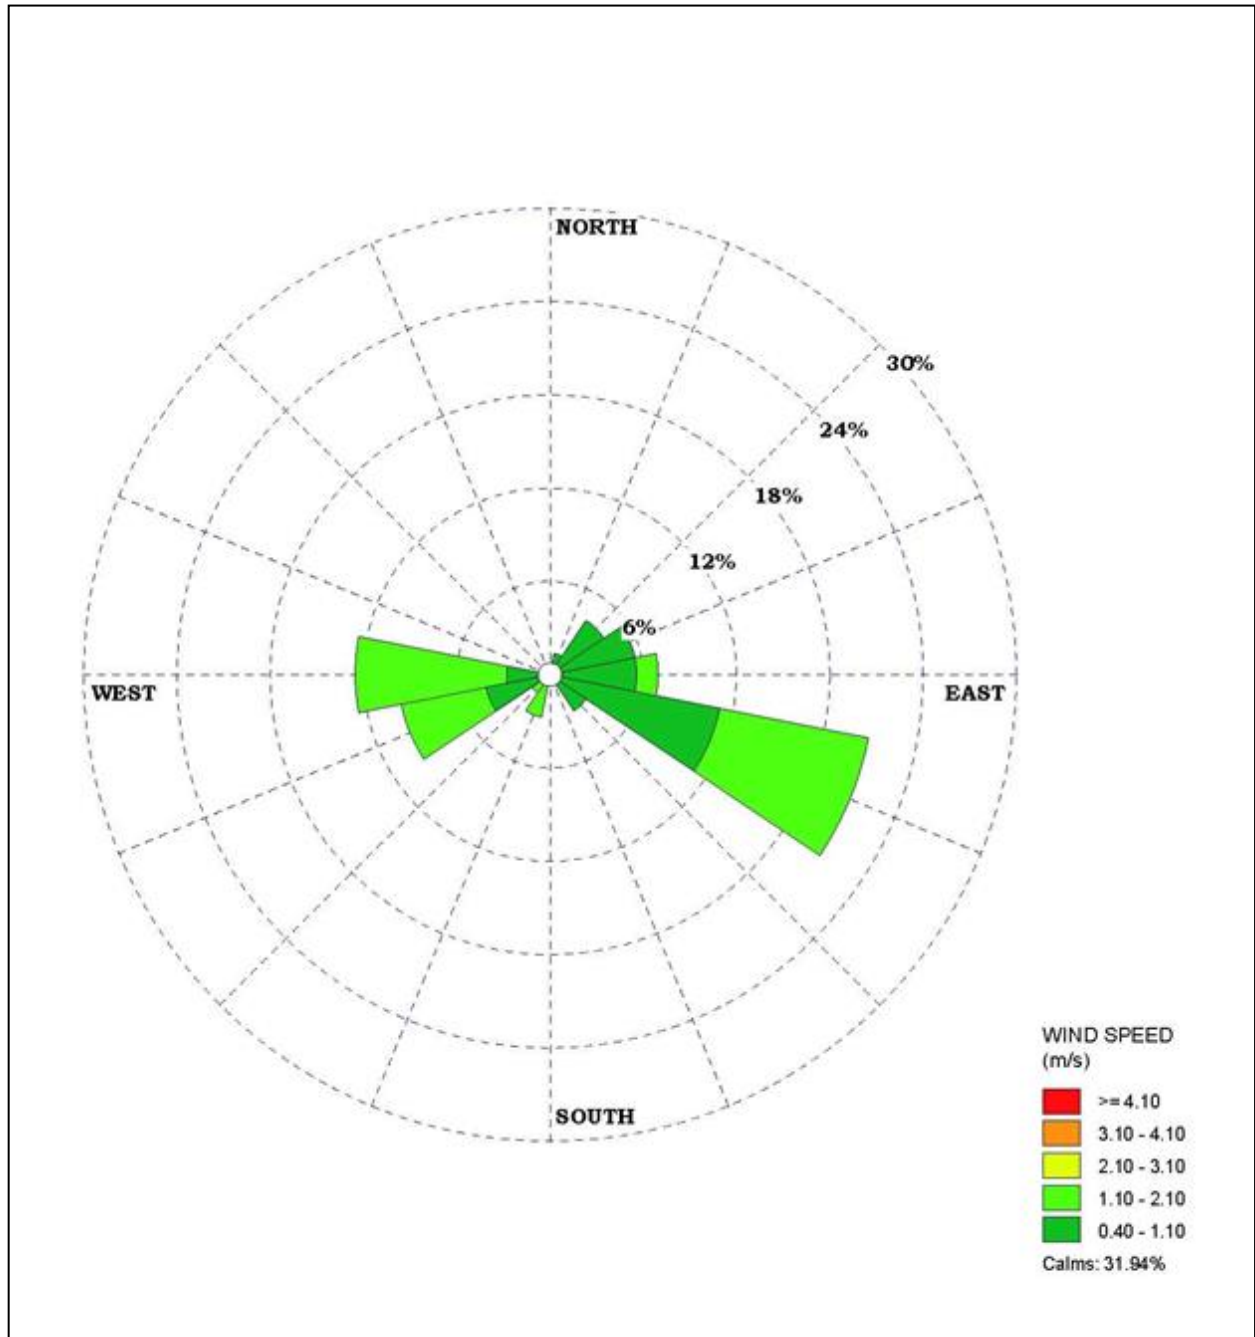 NORTH
30%
24%
18%
12%
6%
WEST
EAST
SOUTH
WIND SPEED
(m/s)
>= 4.10
3.10 - 4.10
2.10 - 3.10
1.10 - 2.10
0.40 - 1.10
Calms: 31.94%